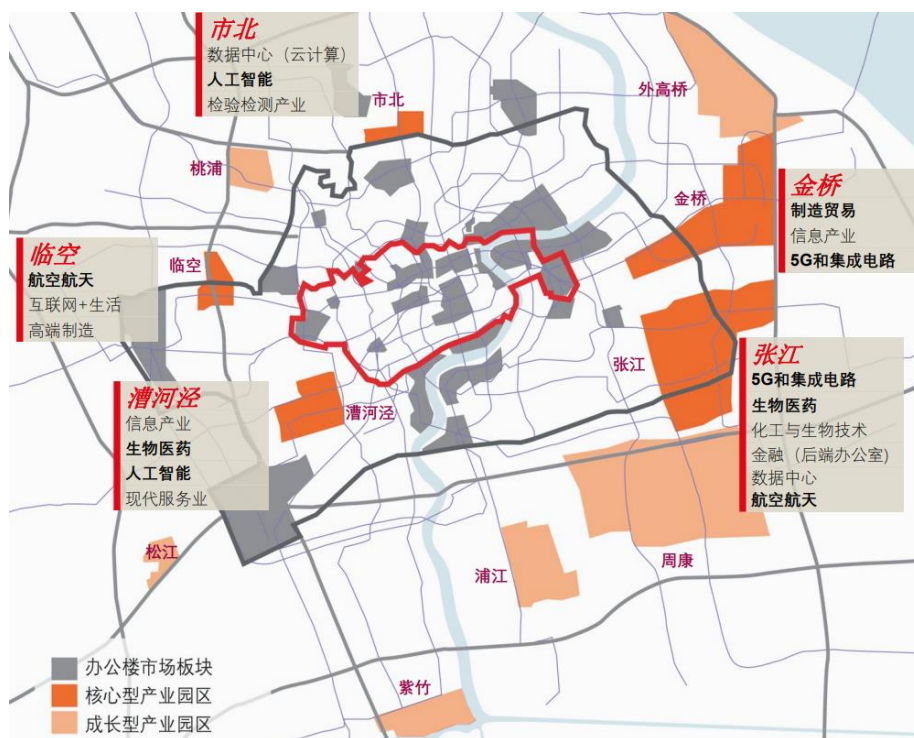 市北
数据中心（云计算）
人工智能
检验检测产业
市北
外高桥
桃浦
金桥
金桥
制造贸易
信息产业
5G和集成电路
临空
航空航天
互联网+生活
高端制造
临空
张江
张江
5G和集成电路
生物医药
化工与生物技术
金融（后端办公室)
数据中心
航空航天
漕河泾
信息产业
生物医药
人工智能
现代服务业
漕河泾
松江
浦江
周康
紫竹
办公楼市场板块
核心型产业园区
成长型产业园区